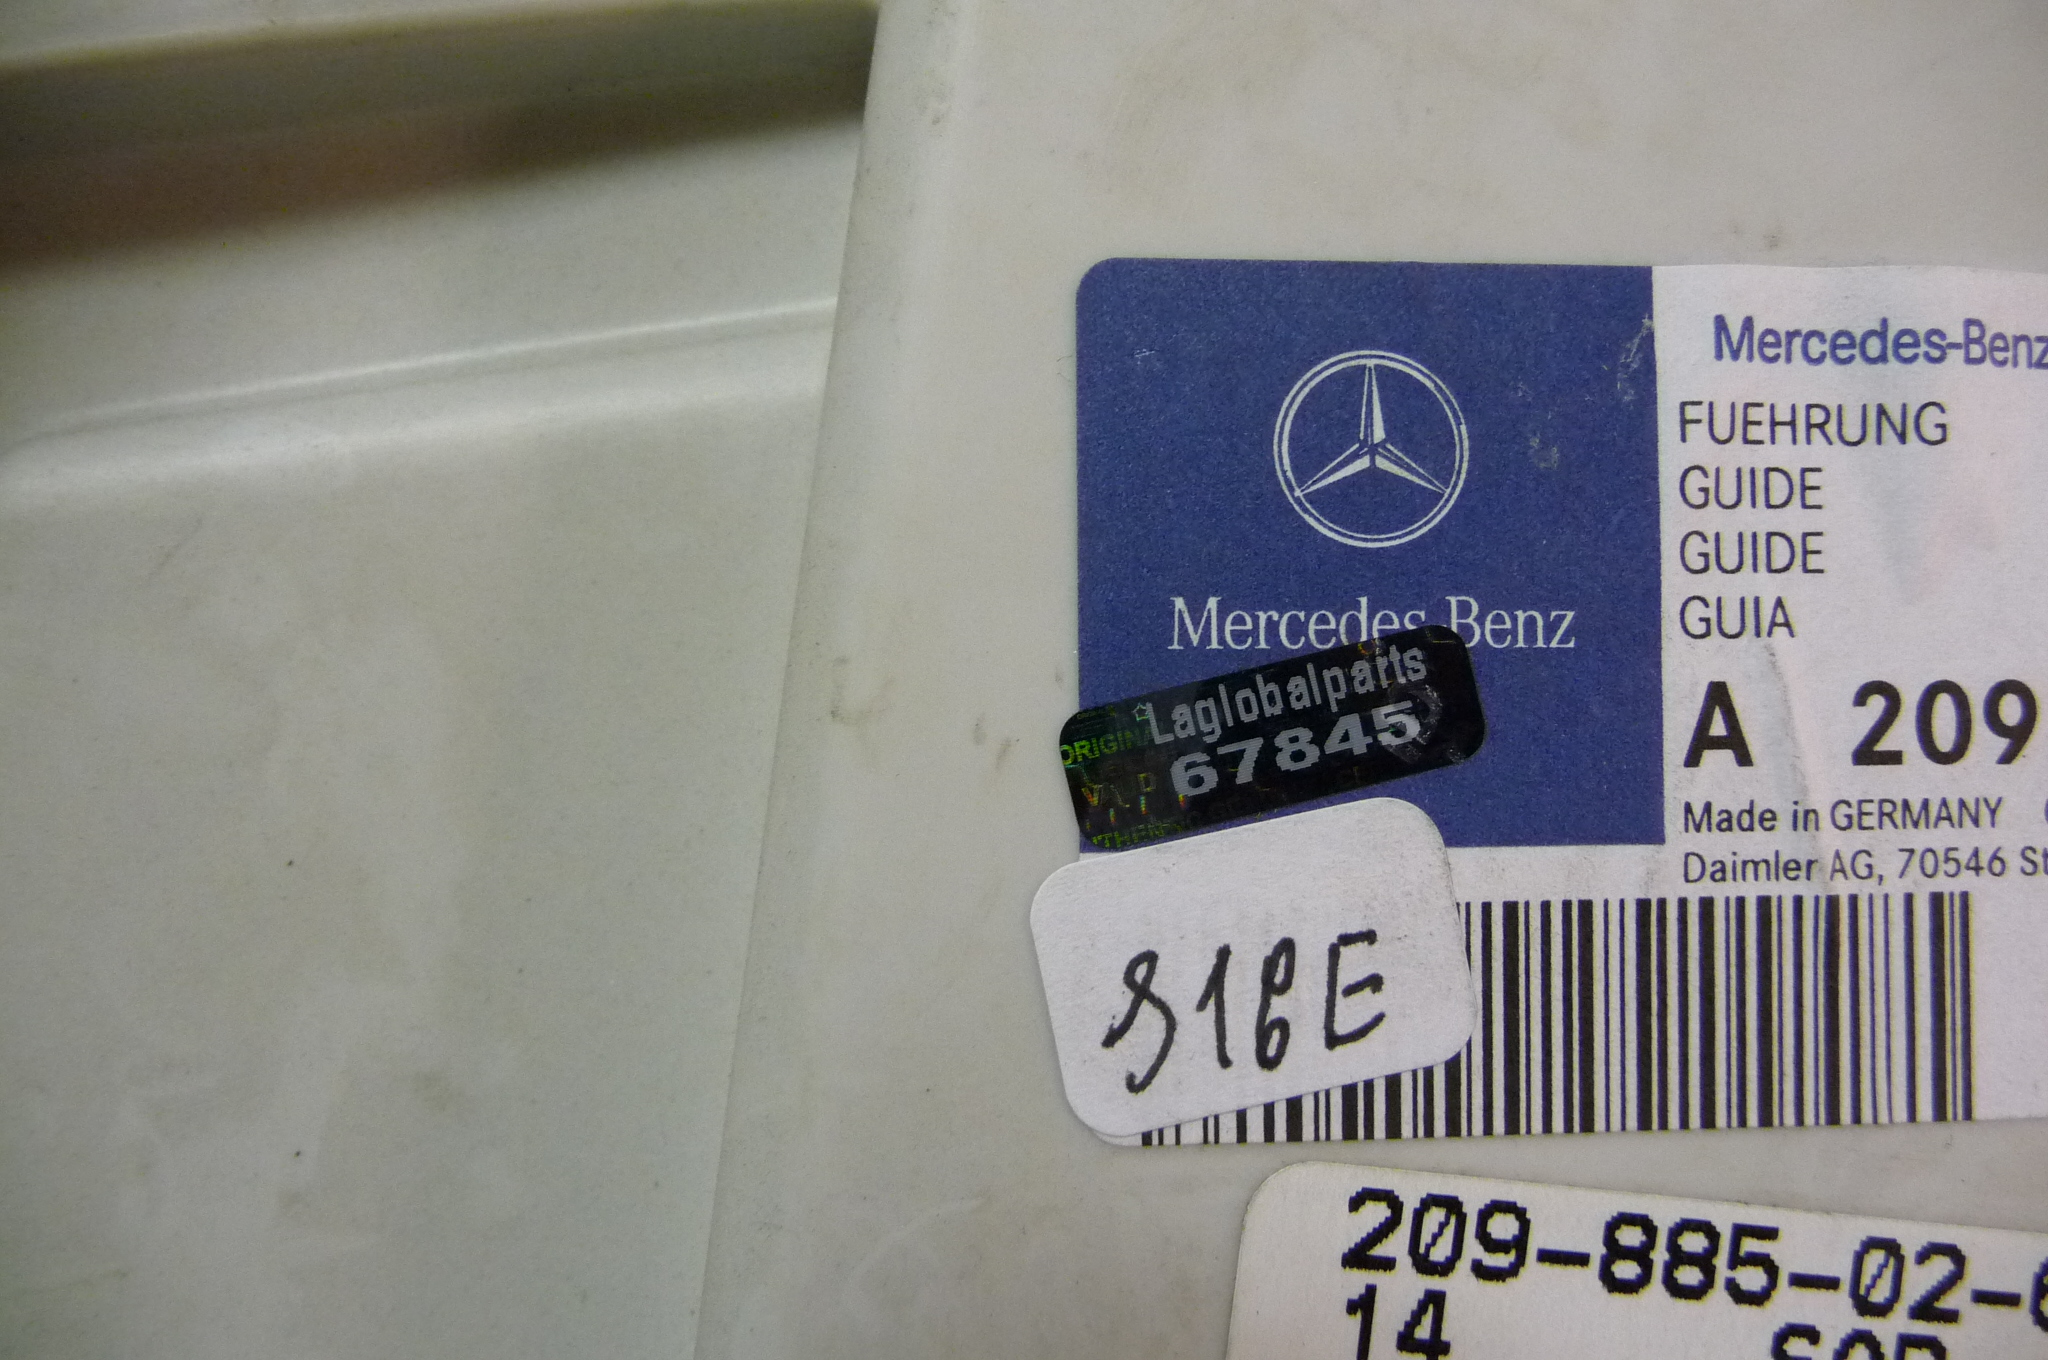 Mercedes-Benz
Mercedes-Benz
FUEHRUNG
GUIDE
GUIDE
GUIA
A 209
Made in GERMANY
Daimler AG, 70546
Laglobalparts
67845
S16E
209-885-02-
14